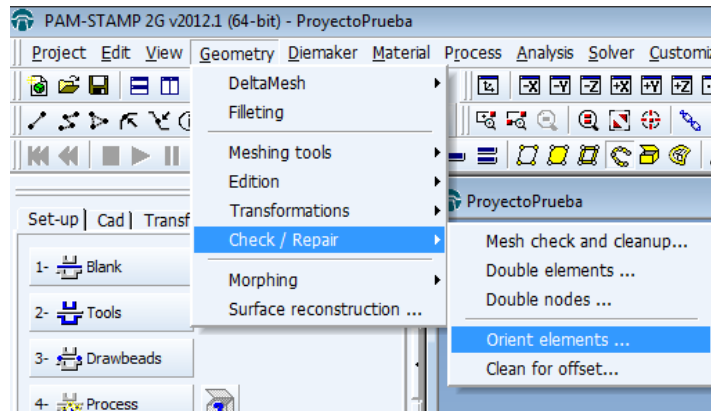 PAM-STAMP 2G v2012.1 (64-bit) - ProyectoPrueba
Project Edit View Geometry Diemaker Material Process Analysis Solver
-X -Y -Z +X +Y +Z
DeltaMesh
Filleting
Meshing tools
Edition
Transformations
Check / Repair
Morphing
Surface reconstruction ...
ProyectoPrueba
Mesh check and cleanup...
Double elements ...
Double nodes ...
Orient elements ...
Clean for offset...
Set-up Cad
1- Blank
2- Tools
3- Drawbeads
4- Process